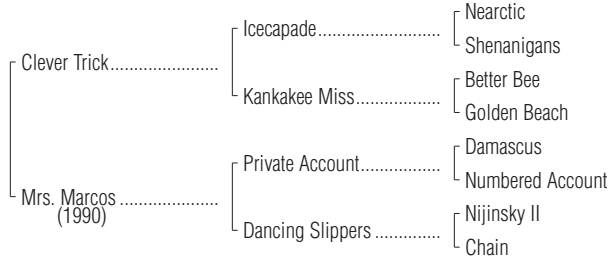 Nearctic
Icecapade
Shenanigans
Clever Trick
Better Bee
Kankakee Miss
Golden Beach
Damascus
Private Account
Numbered Account
Mrs. Marcos
(1990)
Nijinsky II
Dancing Slippers
Chain